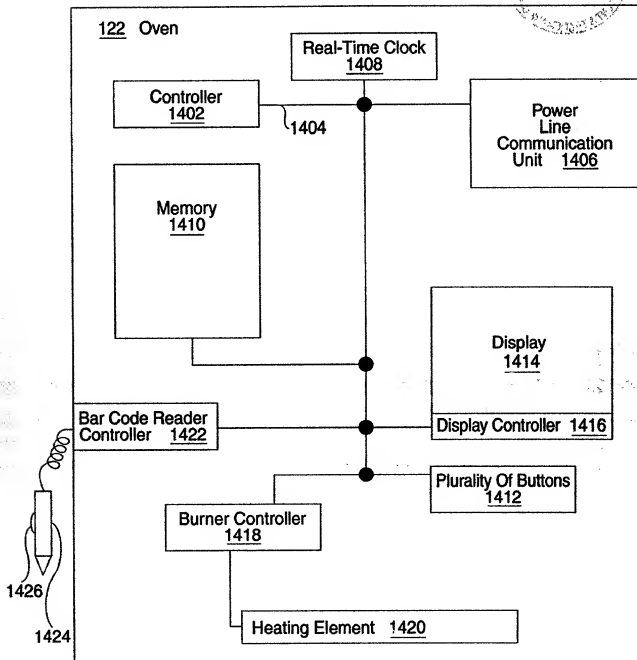 122 Oven
Real-Time Clock
1408
Controller
1402
1404
Power
Line
Communication
Unit 1406
Memory
1410
Display
1414
Display Controller 1416
Bar Code Reader
Controller 1422
Plurality Of Buttons
1412
Burner Controller
1418
1426
1424
Heating Element 1420